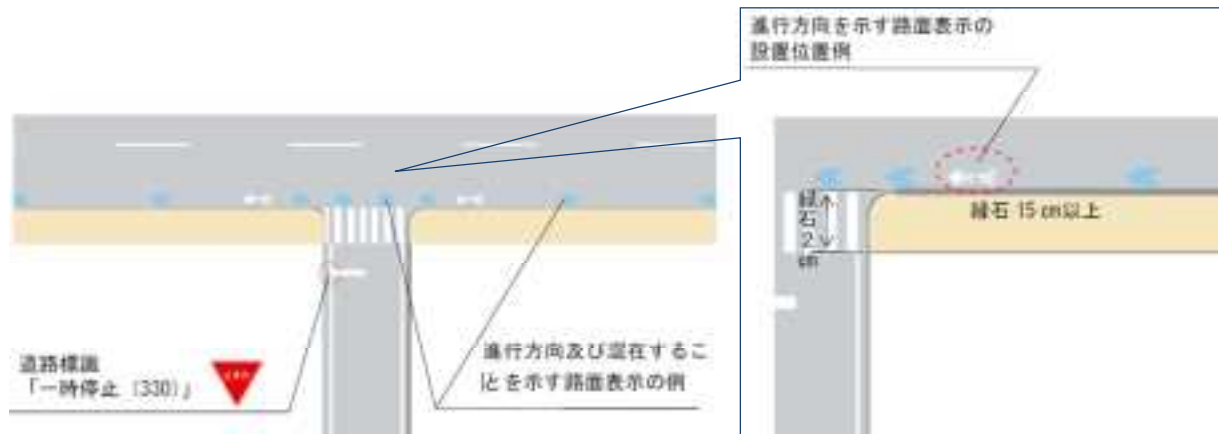 進行方向を示す路面表示の
設置位置例
縁石 15 cm以上
縁石2cm
道路標識
「一時停止（330）」
進行方向及び混在するこ
とを示す路面表示の例